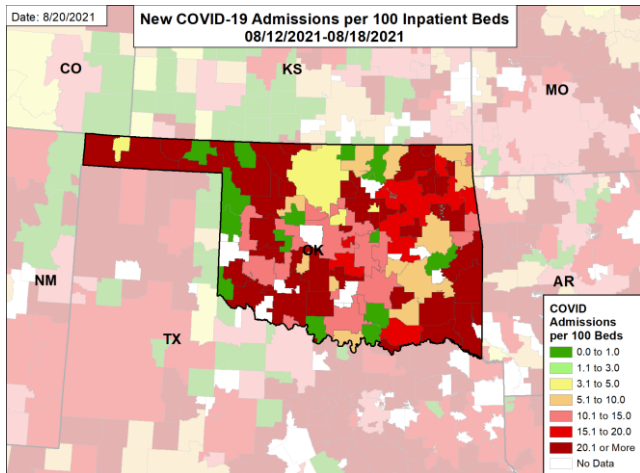 Date: 8/20/2021
New COVID-19 Admissions per 100 Inpatient Beds
08/12/2021-08/18/2021
CO
KS
MO
OK
NM
AR
TX
COVID
Admissions
per 100 Beds
0.0 to 1.0
1.1 to 3.0
3.1 to 5.0
5.1 to 10.0
10.1 to 15.0
15.1 to 20.0
20.1 or More
No Data